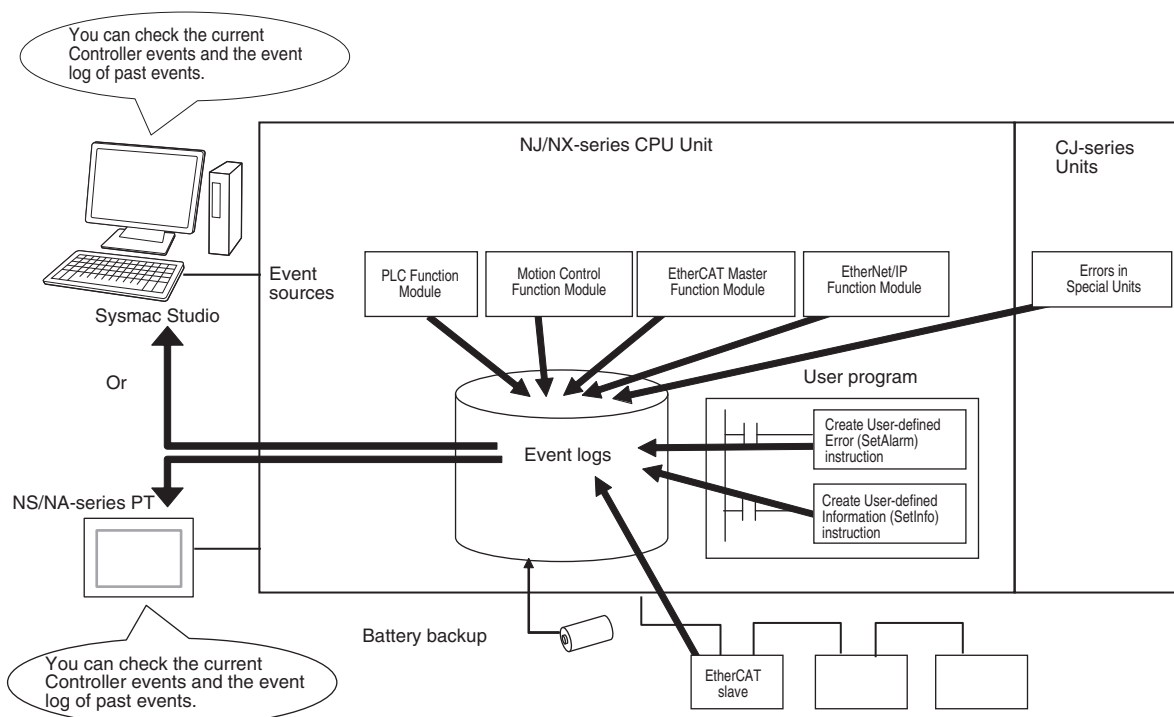 You can check the current
Controller events and the event
log of past events.
NJ/NX-series CPU Unit
CJ-series
Units
Event
sources
PLC Function
Module
Motion Control
Function Module
EtherCAT Master
Function Module
EtherNet/IP
Function Module
Errors in
Special Units
Sysmac Studio
Or
User program
Create User-defined
Error (SetAlarm)
instruction
Event logs
Create User-defined
Information (SetInfo)
instruction
NS/NA-series PT
Battery backup
EtherCAT
slave
You can check the current
Controller events and the event
log of past events.